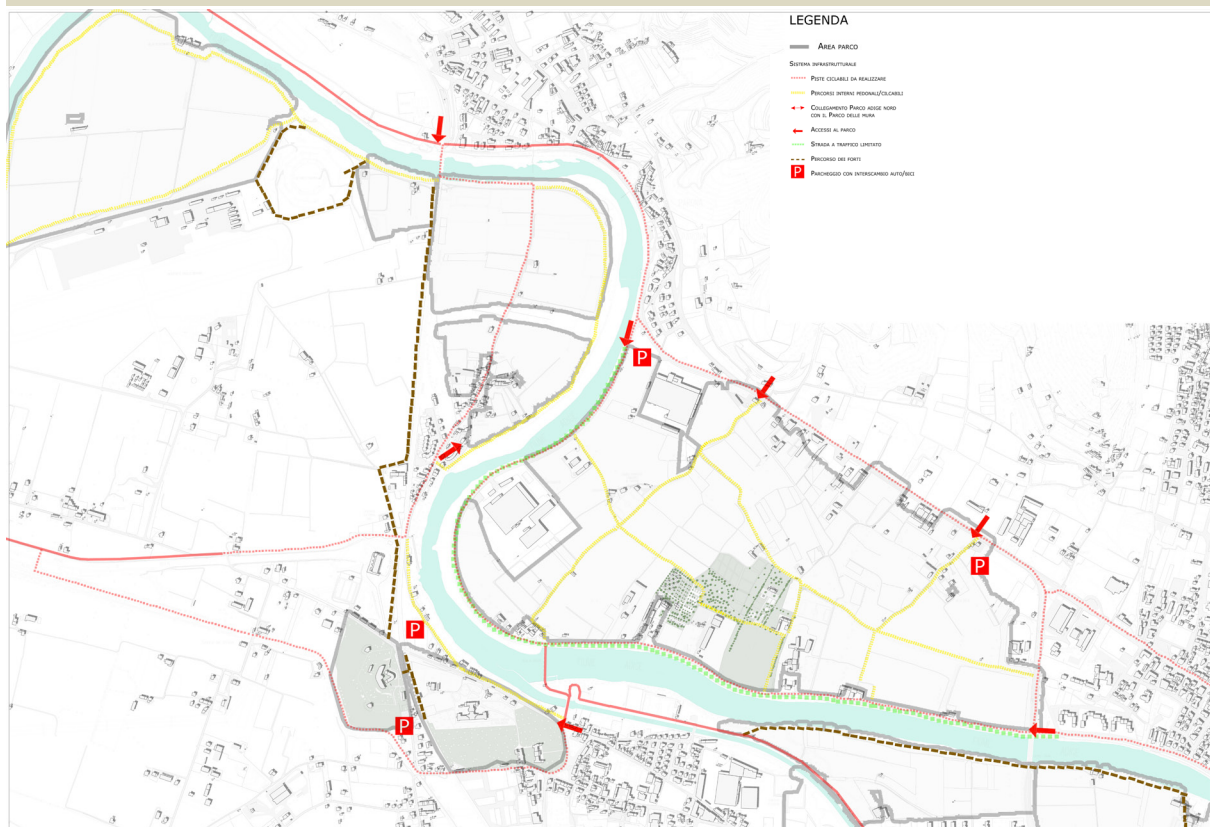 LEGENDA
AREA PARCO
SISTEMA INFRASTRUTTURALE
PISTE CICLABILI DA REALIZZARE
PERCORSI INTERNI PEDONALI/CILCABILI
COLLEGAMENTO PARCO ADIGE NORD
CON IL PARCO DELLE MURA
ACCESSI AL PARCO
STRADA A TRAFFICO LIMITATO
PERCORSO DEI FORTI
P PARCHEGGIO CON INTERSCAMBIO AUTO/BICI
P
P
P
P